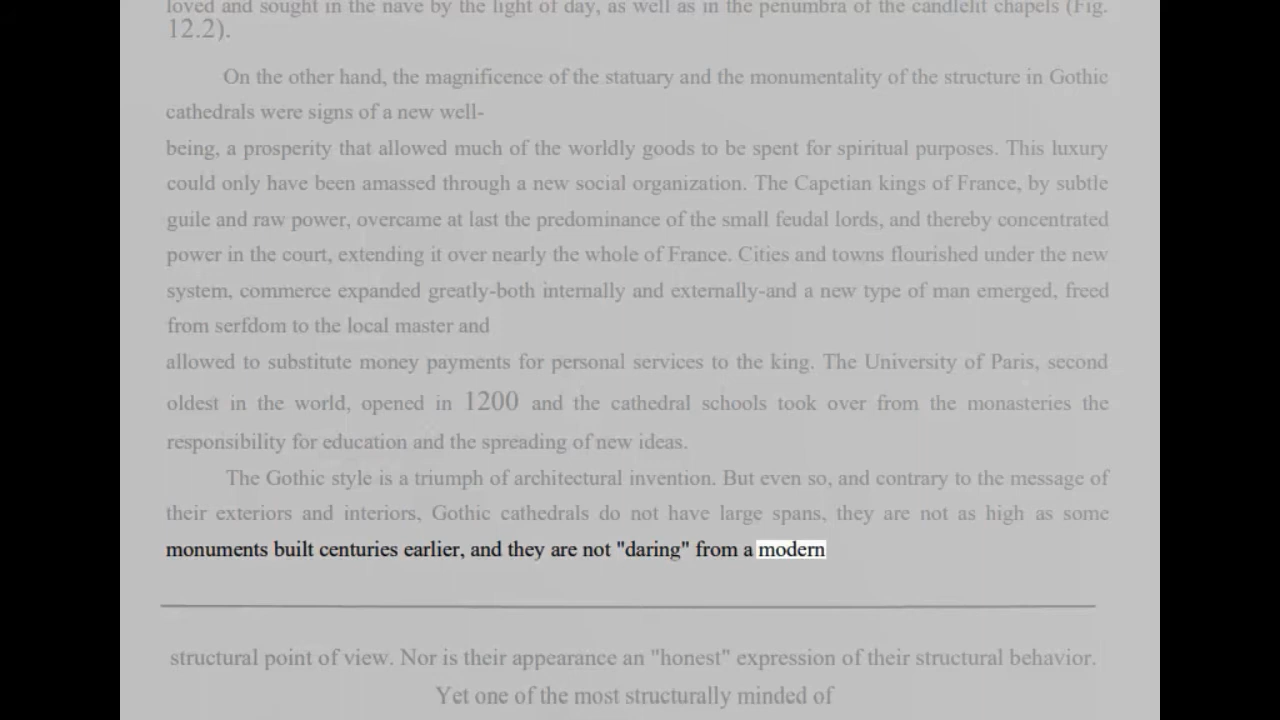 loved and sought in the nave by the light of day, as well as in the penumbra of the candlelit chapels (Fig.
12.2).
On the other hand, the magnificence of the statuary and the monumentality of the structure in Gothic
cathedrals were signs of a new well-
being, a prosperity that allowed much of the worldly goods to be spent for spiritual purposes. This luxury
could only have been amassed through a new social organization. The Capetian kings of France, by subtle
guile and raw power, overcame at last the predominance of the small feudal lords, and thereby concentrated
power in the court, extending it over nearly the whole of France. Cities and towns flourished under the new
system, commerce expanded greatly-both internally and externally-and a new type of man emerged, freed
from serfdom to the local master and
allowed to substitute money payments for personal services to the king. The University of Paris, second
oldest in the world, opened in 1200 and the cathedral schools took over from the monasteries the
responsibility for education and the spreading of new ideas.
The Gothic style is a triumph of architectural invention. But even so, and contrary to the message of
their exteriors and interiors, Gothic cathedrals do not have large spans, they are not as high as some
monuments built centuries earlier, and they are not "daring" from a modern
structural point of view. Nor is their appearance an "honest" expression of their structural behavior.
Yet one of the most structurally minded of